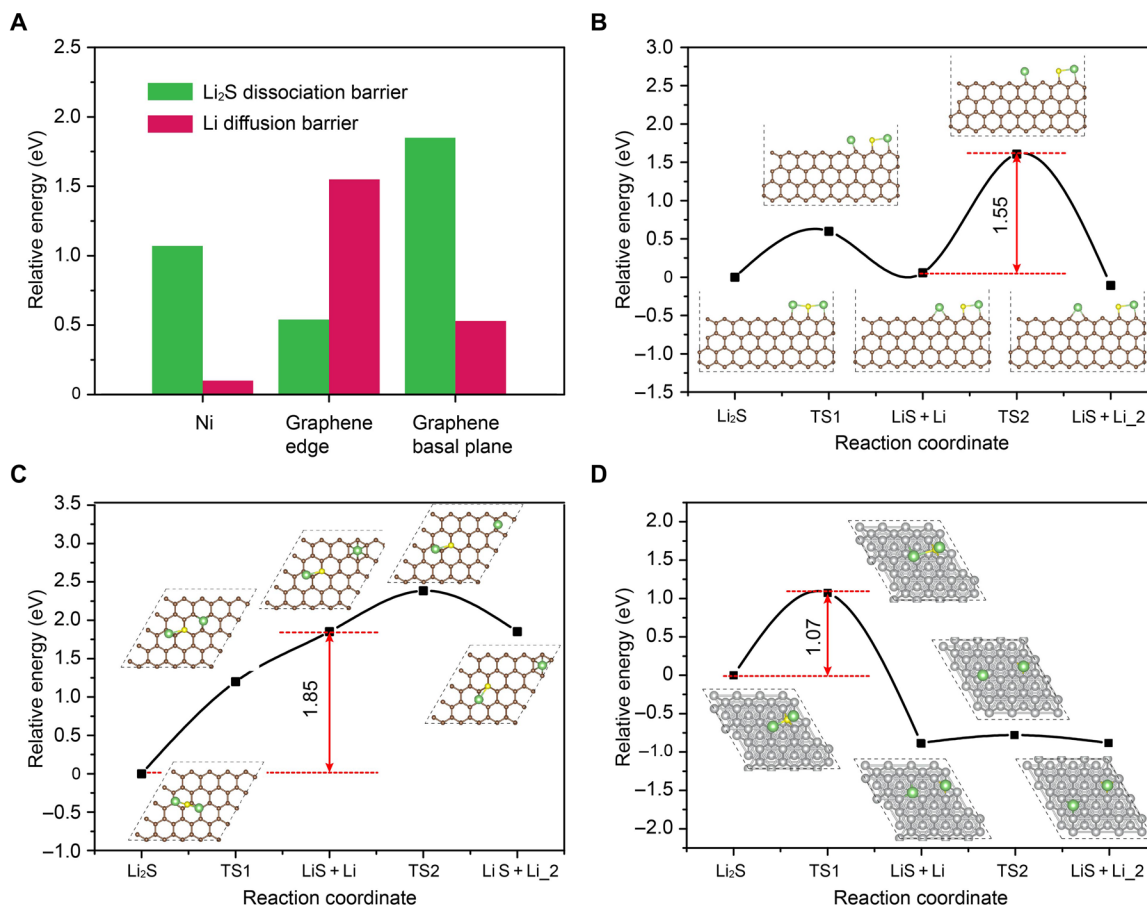 A
2.5
2.0
1.5
1.0
0.5
0
Relative energy (eV)
Li₂S dissociation barrier
Li diffusion barrier
Ni
Graphene
edge
Graphene
basal plane
B
3.0
2.5
2.0
1.5
1.0
0.5
0
–0.5
–1.0
–1.5
Relative energy (eV)
1.55
Li₂S
TS1
LiS + Li
TS2
LiS + Li_2
Reaction coordinate
C
3.5
3.0
2.5
2.0
1.5
1.0
0.5
0
–0.5
–1.0
Relative energy (eV)
1.85
Li₂S
TS1
LiS + Li
TS2
Li S + Li_2
Reaction coordinate
D
2.0
1.5
1.0
0.5
0
–0.5
–1.0
–1.5
–2.0
Relative energy (eV)
1.07
Li₂S
TS1
LiS + Li
TS2
LiS + Li_2
Reaction coordinate